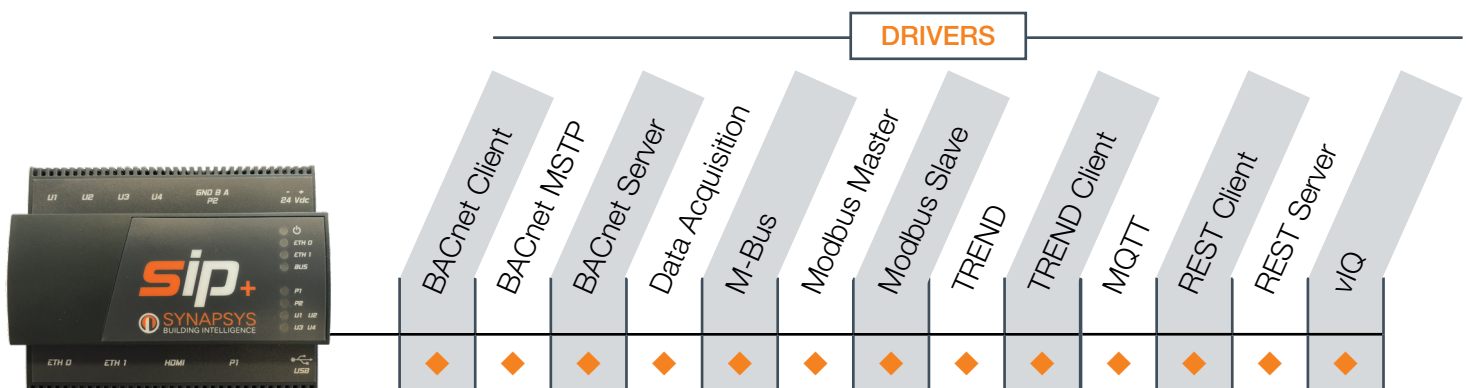 DRIVERS
BACnet Client
BACnet MSTP
BACnet Server
Data Acquisition
M-Bus
Modbus Master
Modbus Slave
TREND
TREND Client
MQTT
REST Client
REST Server
vIQ
U1 U2 U3 U4 GND B A - +
P2 24 Vdc
ETH 0
ETH 1
BUS
sip+
P1
P2
SYNAPSYS U1 U2
BUILDING INTELLIGENCE U3 U4
ETH 0 ETH 1 HDMI P1
USB